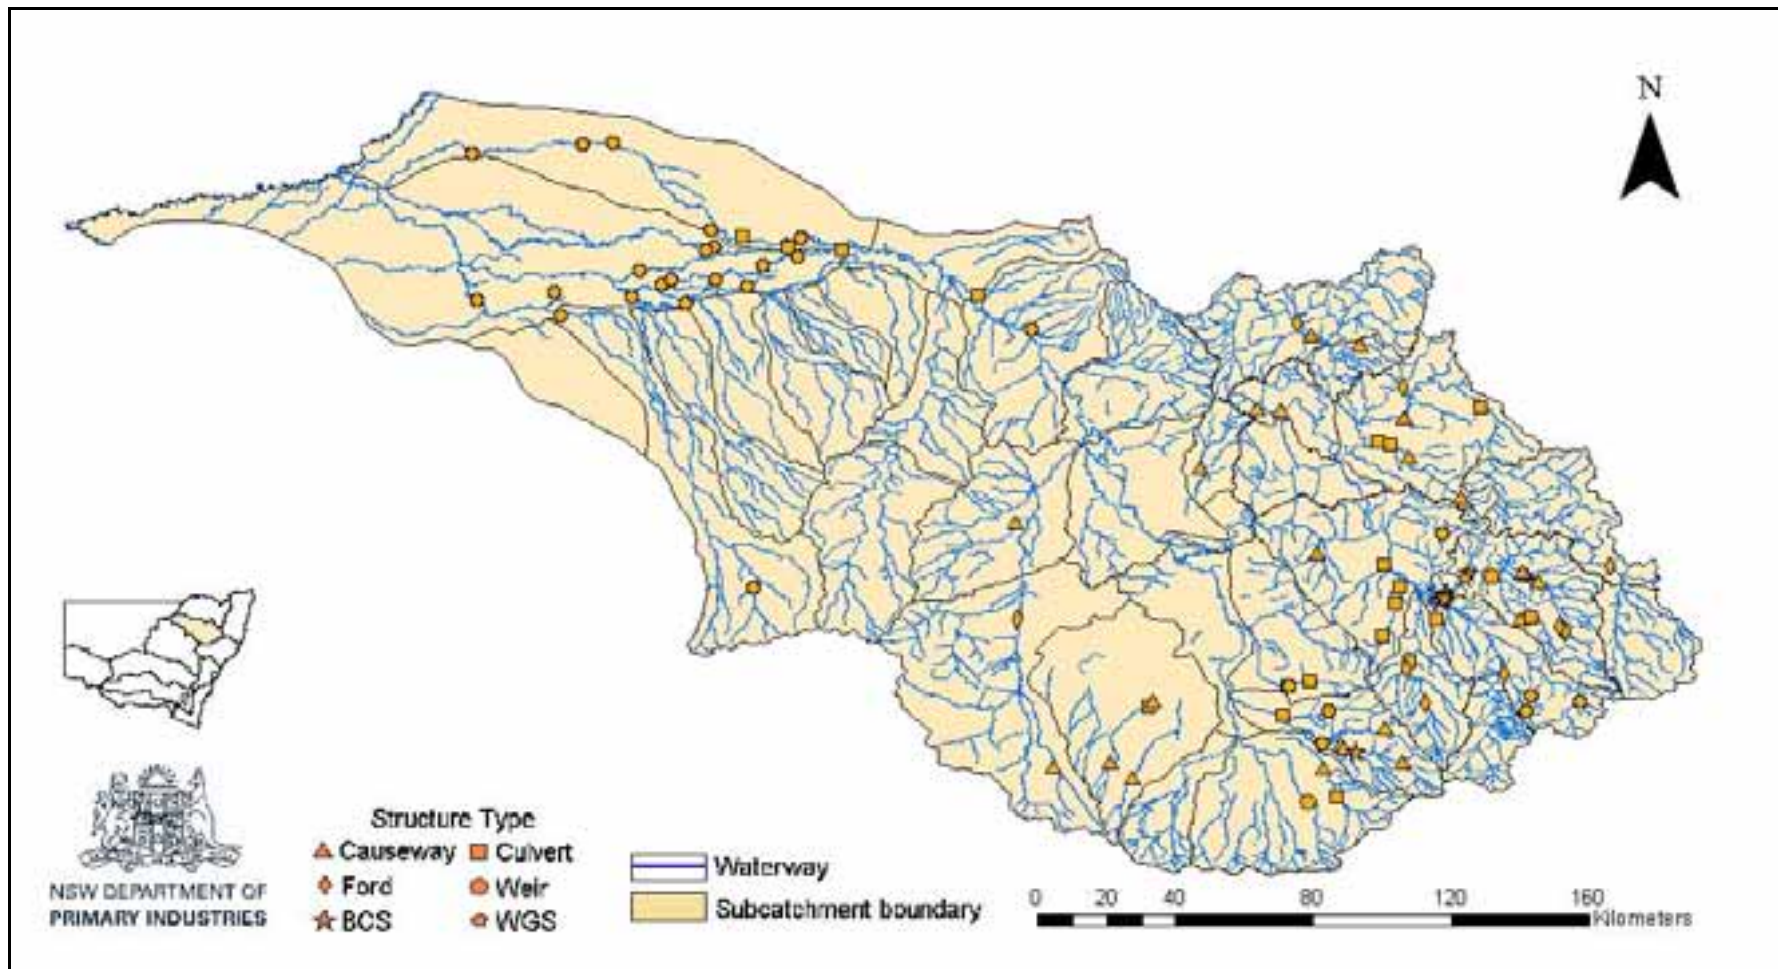 N
NSW DEPARTMENT OF
PRIMARY INDUSTRIES
Structure Type
Causeway Culvert
Ford Weir
BCS WGS
Waterway
Subcatchment boundary
0 20 40 80 120 160
Kilometers